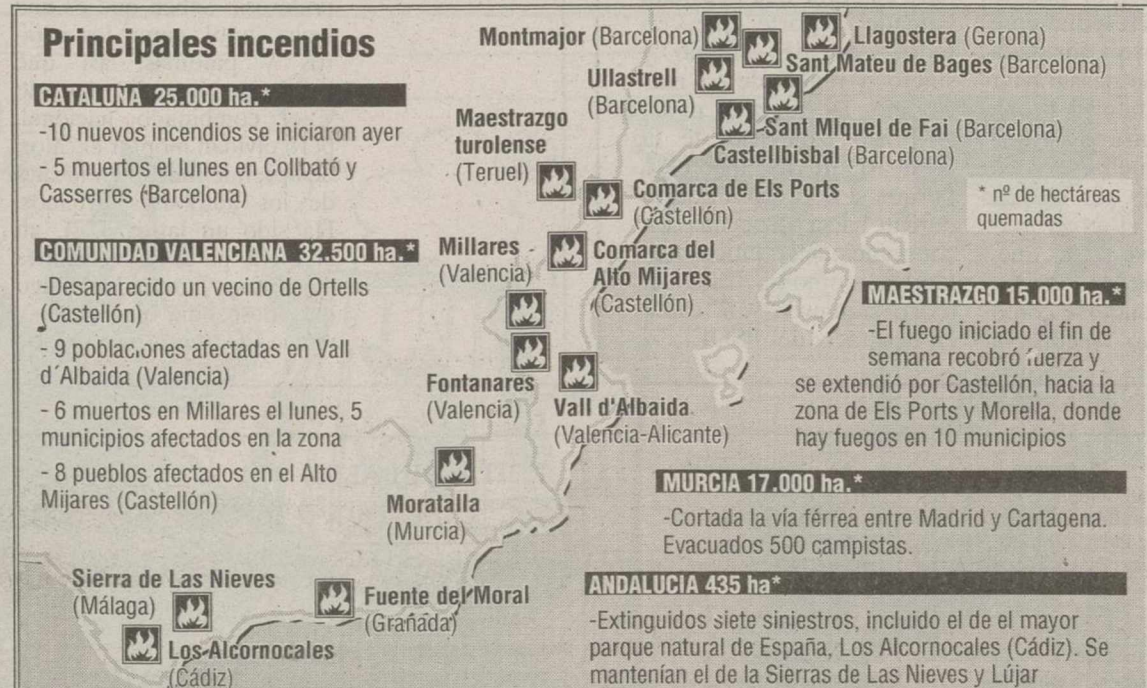 Principales incendios
CATALUÑA 25.000 ha.*
-10 nuevos incendios se iniciaron ayer
- 5 muertos el lunes en Collbató y
Casserres (Barcelona)
COMUNIDAD VALENCIANA 32.500 ha.*
-Desaparecido un vecino de Ortells
(Castellón)
- 9 poblaciones afectadas en Vall
d´Albaida (Valencia)
- 6 muertos en Millares el lunes, 5
municipios afectados en la zona
- 8 pueblos afectados en el Alto
Mijares (Castellón)
Montmajor (Barcelona)
Llagostera (Gerona)
Sant Mateu de Bages (Barcelona)
Ullastrell
(Barcelona)
Sant MIquel de Fai (Barcelona)
Castellbisbal (Barcelona)
Maestrazgo
turolense
(Teruel)
Comarca de Els Ports
(Castellón)
* nº de hectáreas
quemadas
Millares
(Valencia)
Comarca del
Alto Mijares
(Castellón)
Fontanares
(Valencia)
Vall d'Albaida
(Valencia-Alicante)
Moratalla
(Murcia)
MAESTRAZGO 15.000 ha.*
-El fuego iniciado el fin de
semana recobró fuerza y
se extendió por Castellón, hacia la
zona de Els Ports y Morella, donde
hay fuegos en 10 municipios
MURCIA 17.000 ha.*
-Cortada la vía férrea entre Madrid y Cartagena.
Evacuados 500 campistas.
Sierra de Las Nieves
(Málaga)
Fuente del Moral
(Granada)
Los Alcornocales
(Cádiz)
ANDALUCIA 435 ha*
-Extinguidos siete siniestros, incluido el de el mayor
parque natural de España, Los Alcornocales (Cádiz). Se
mantenían el de la Sierras de Las Nieves y Lújar